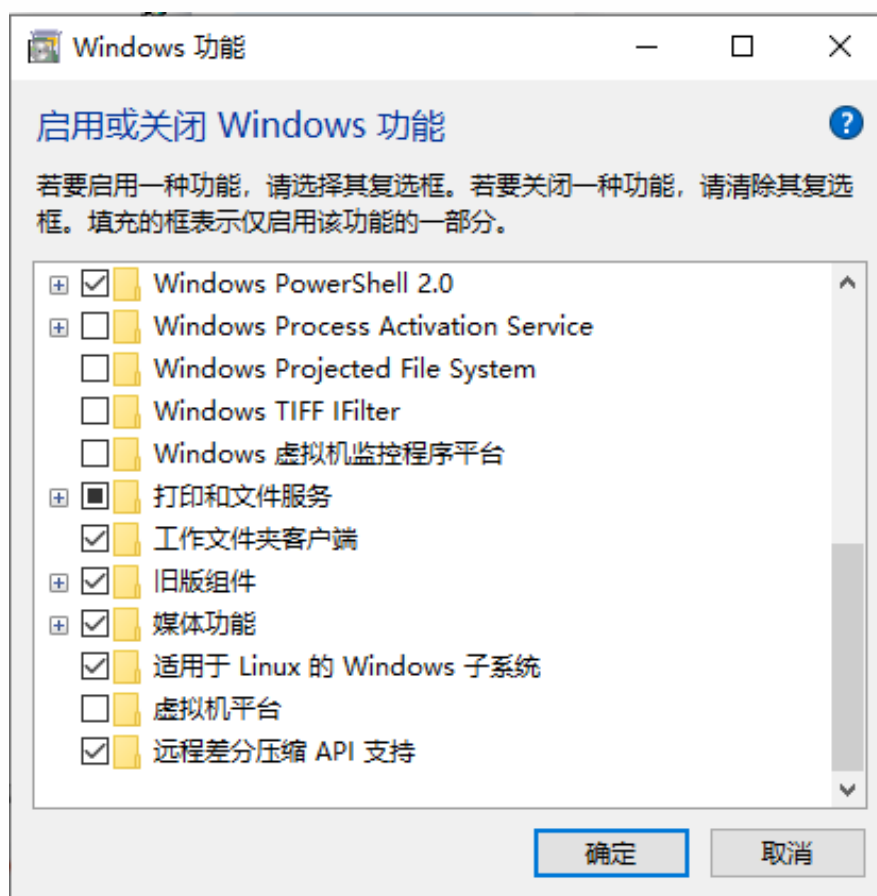 Windows 功能
启用或关闭 Windows 功能
?
若要启用一种功能，请选择其复选框。若要关闭一种功能，请清除其复选
框。填充的框表示仅启用该功能的一部分。
Windows PowerShell 2.0
Windows Process Activation Service
Windows Projected File System
Windows TIFF IFilter
Windows 虚拟机监控程序平台
打印和文件服务
工作文件夹客户端
旧版组件
媒体功能
适用于 Linux 的 Windows 子系统
虚拟机平台
远程差分压缩 API 支持
确定
取消